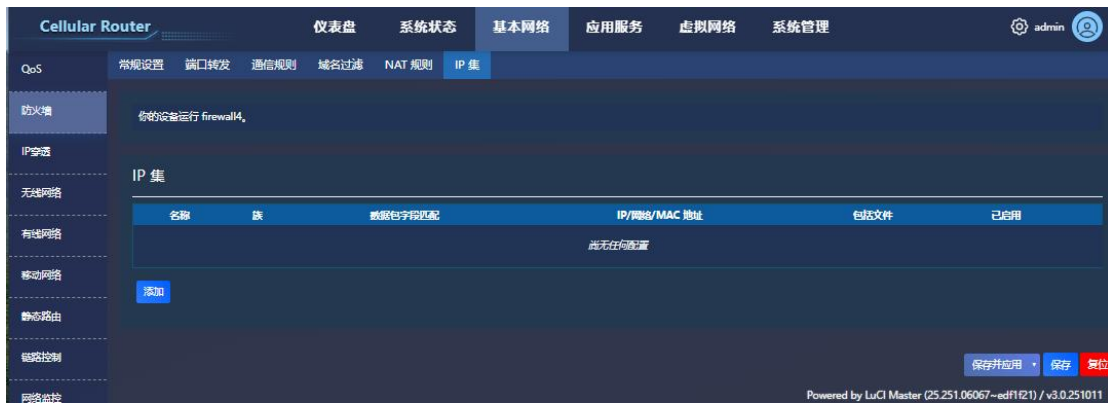 Cellular Router 仪表盘 系统状态 基本网络 应用服务 虚拟网络 系统管理 admin
QoS
防火墙
IP穿透
无线网络
有线网络
移动网络
静态路由
链路控制
网络监控
常规设置 端口转发 通信规则 域名过滤 NAT 规则 IP 集
你的设备运行 firewall4。
IP 集
名称 族 数据包字段匹配 IP/网络/MAC 地址 包括文件 已启用
尚无任何配置
添加
保存并应用 保存 复位
Powered by LuCI Master (25.251.06067~edf1f21) / v3.0.251011